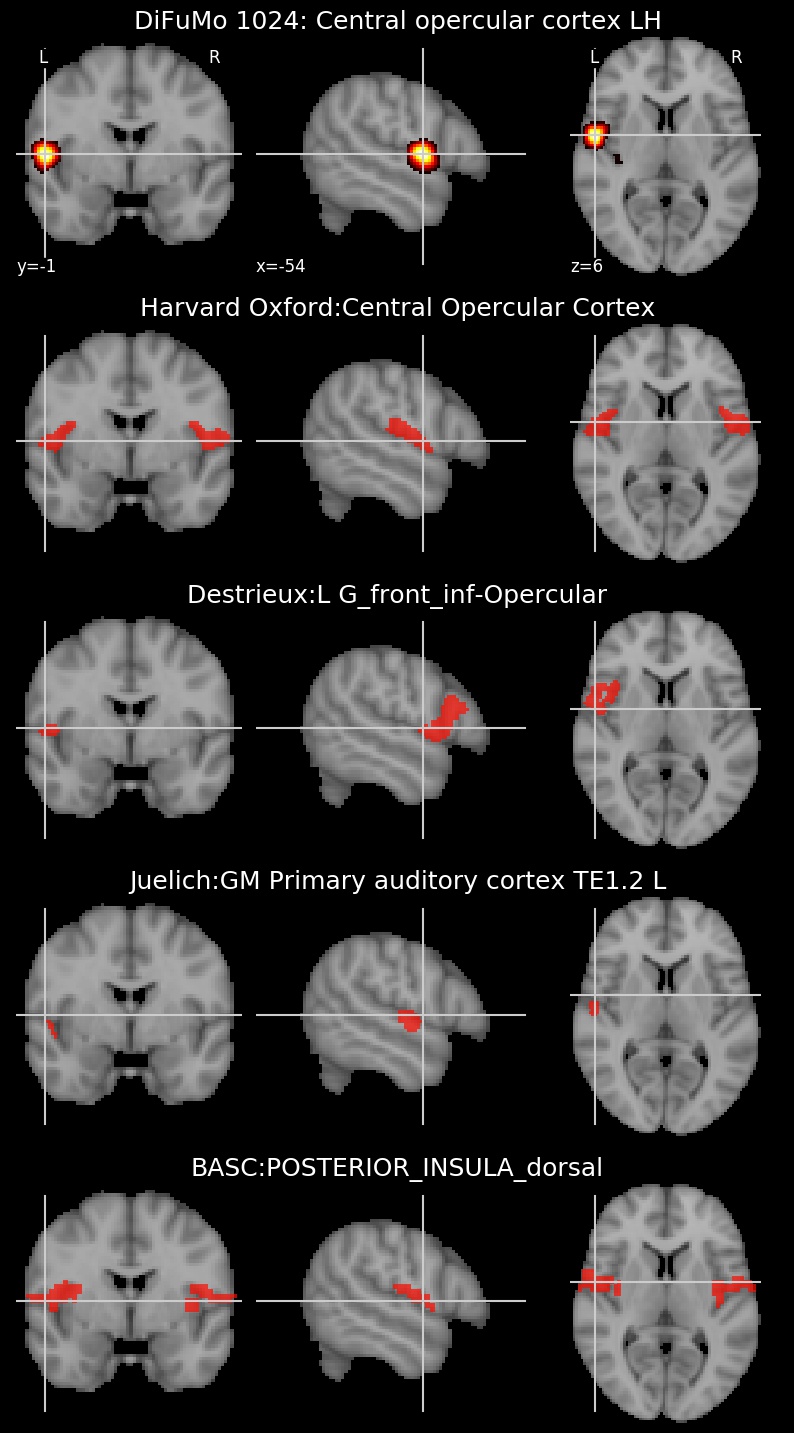 DiFuMo 1024: Central opercular cortex LH
L R L R
y=-1 x=-54 z=6
Harvard Oxford:Central Opercular Cortex
Destrieux:L G_front_inf-Opercular
Juelich:GM Primary auditory cortex TE1.2 L
BASC:POSTERIOR_INSULA_dorsal